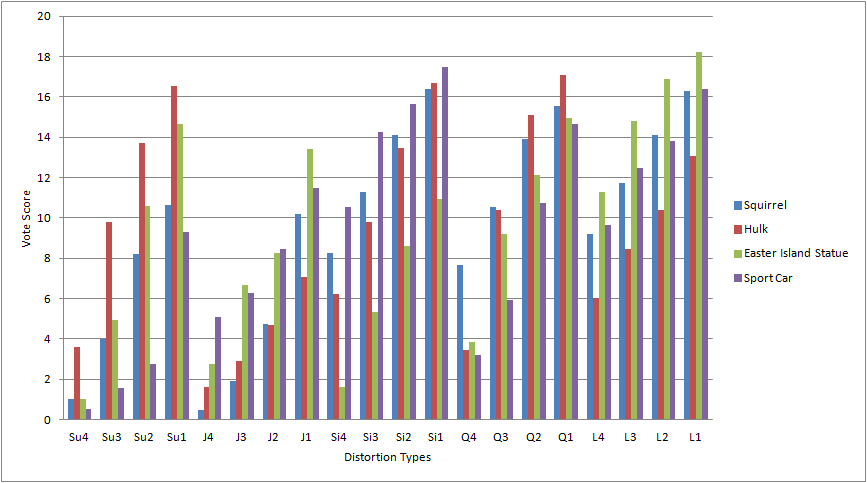 20
18
16
14
12
10
8
6
4
2
0
Vote Score
Su4 Su3 Su2 Su1 J4 J3 J2 J1 Si4 Si3 Si2 Si1 Q4 Q3 Q2 Q1 L4 L3 L2 L1
Distortion Types
Squirrel
Hulk
Easter Island Statue
Sport Car